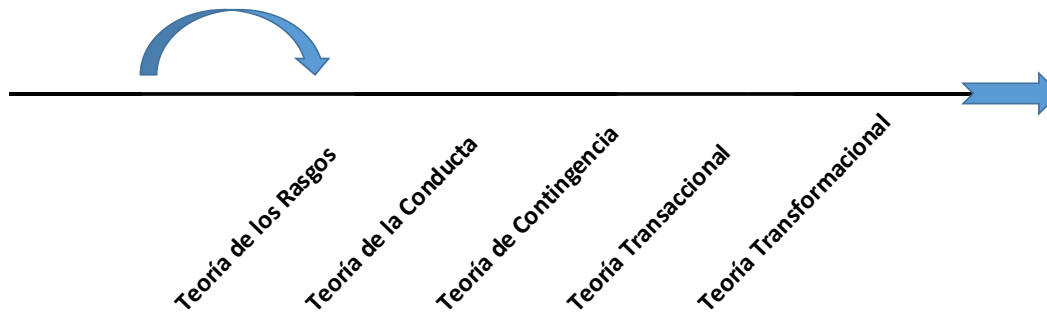 Teoría de los Rasgos
Teoría de la Conducta
Teoría de Contingencia
Teoría Transaccional
Teoría Transformacional